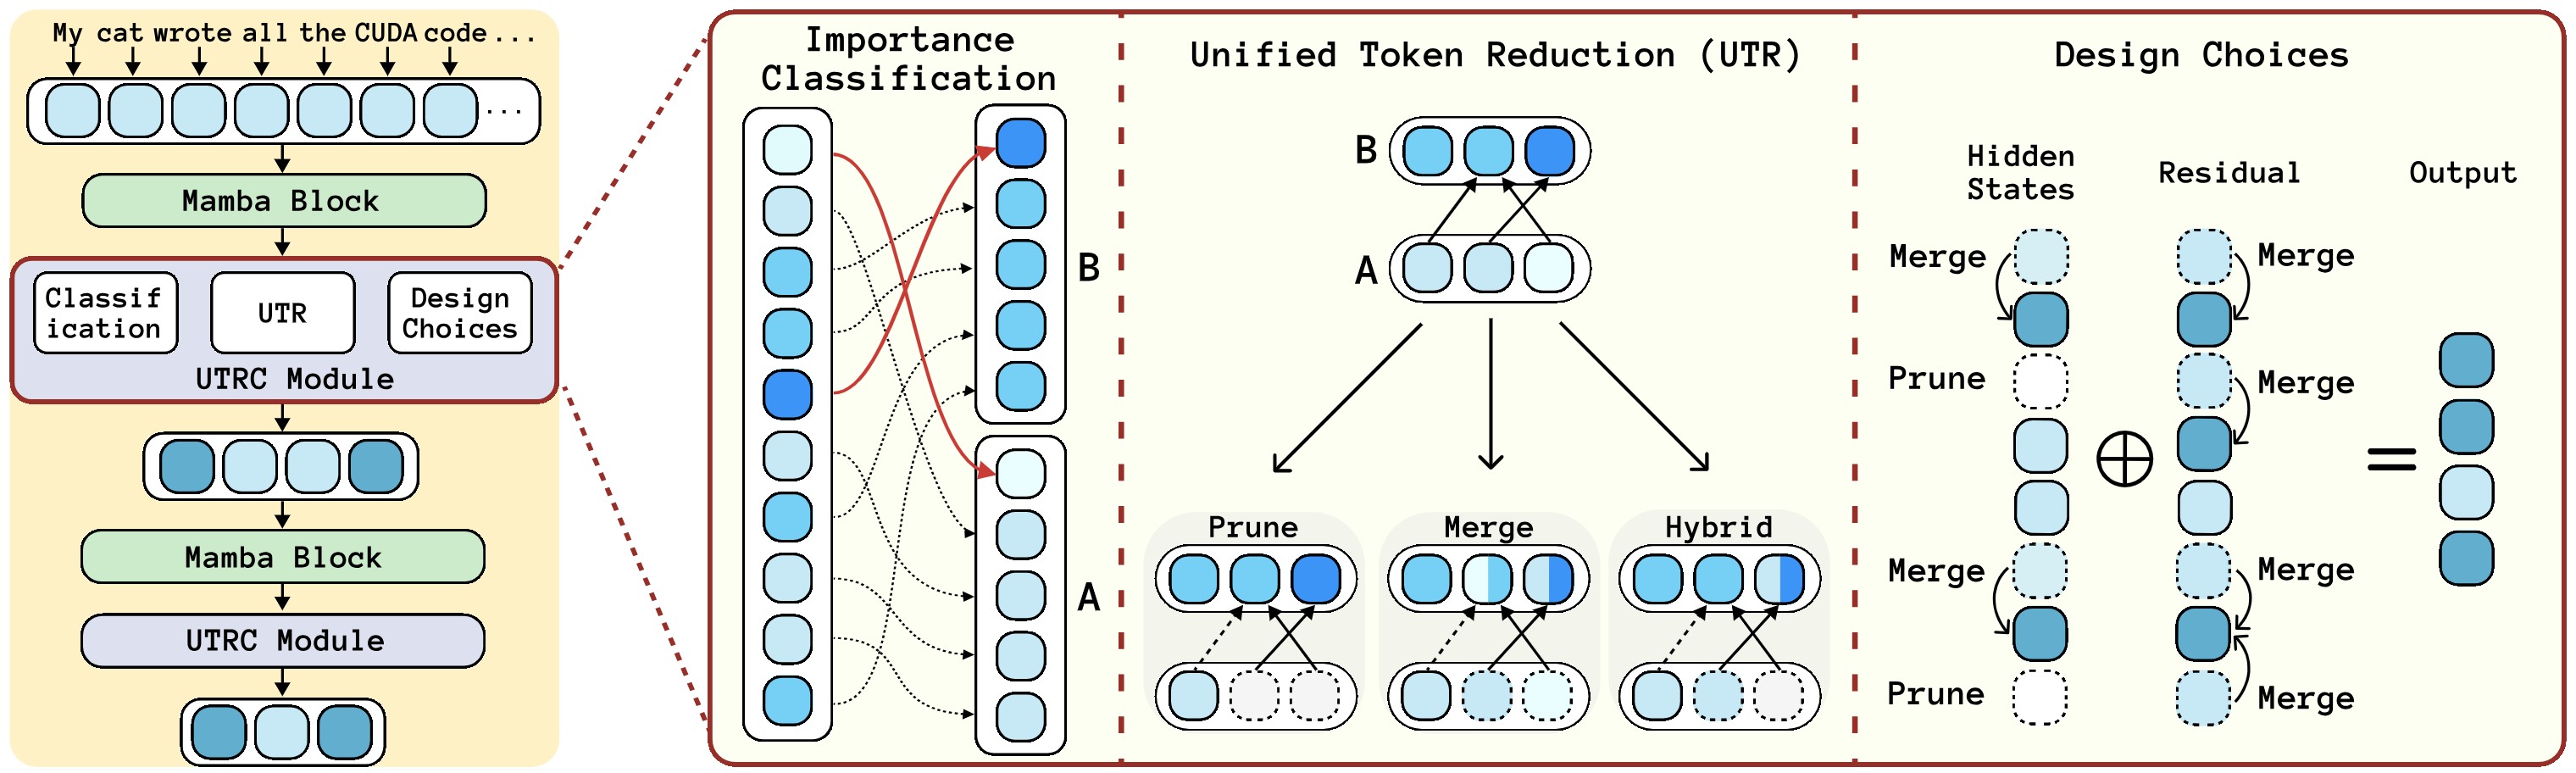 My cat wrote all the CUDA code ...
...
Mamba Block
Classif
ication
UTR
Design
Choices
UTRC Module
Mamba Block
UTRC Module
Importance
Classification
B
A
Unified Token Reduction (UTR)
B
A
Prune
Merge
Hybrid
Design Choices
Hidden
States
Residual
Output
Merge
Merge
Prune
Merge
Merge
Merge
Prune
Merge